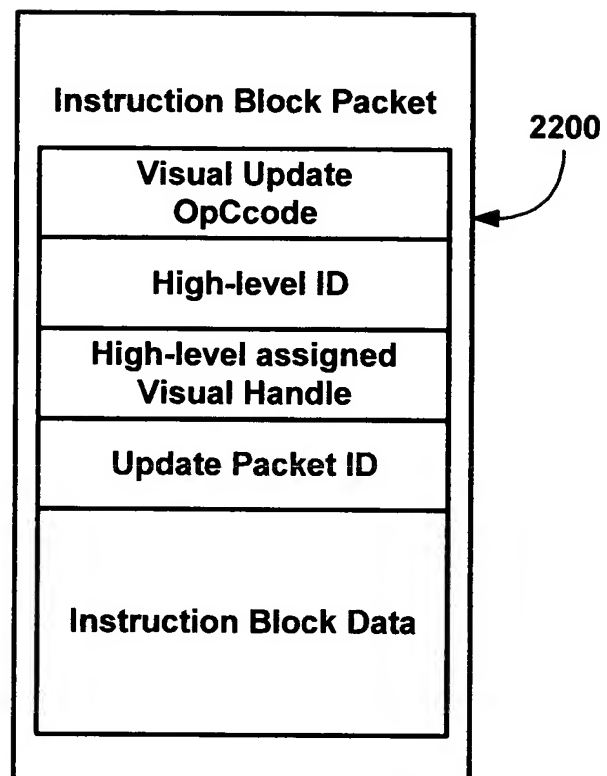 Instruction Block Packet
2200
Visual Update
OpCcode
High-level ID
High-level assigned
Visual Handle
Update Packet ID
Instruction Block Data